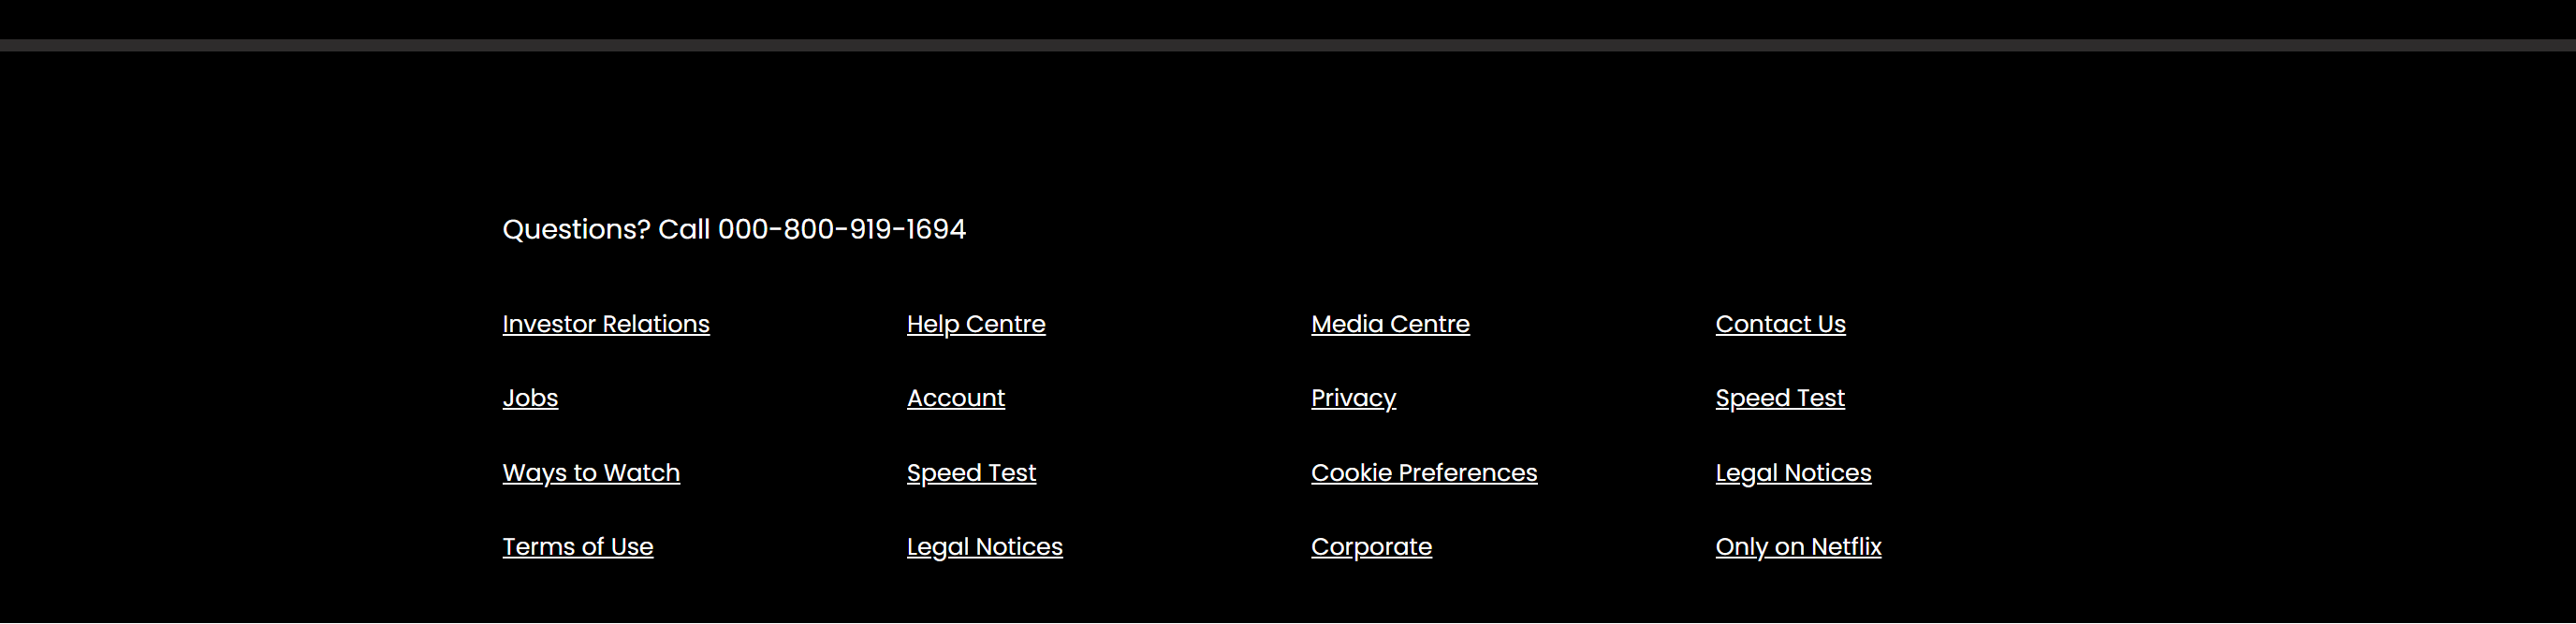 Questions? Call 000-800-919-1694
Investor Relations Help Centre Media Centre Contact Us
Jobs Account Privacy Speed Test
Ways to Watch Speed Test Cookie Preferences Legal Notices
Terms of Use Legal Notices Corporate Only on Netflix